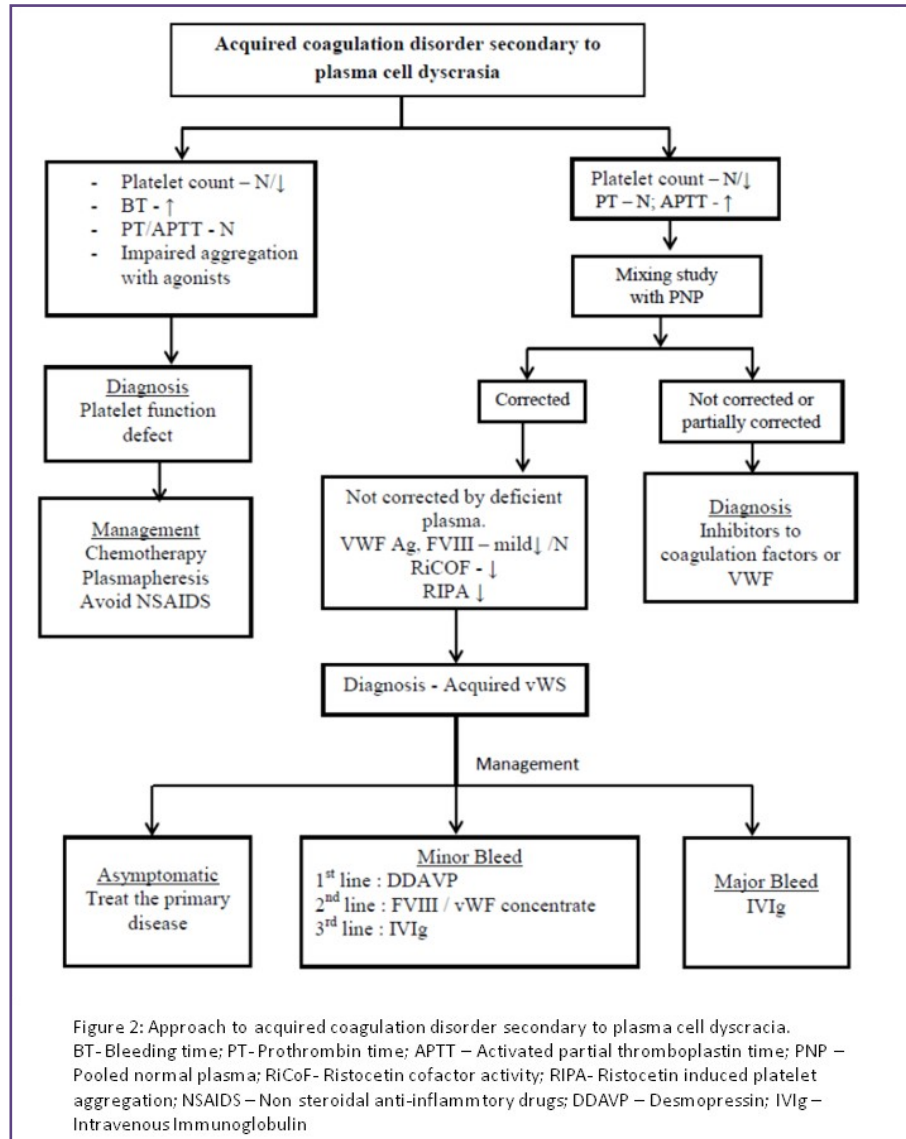 Acquired coagulation disorder secondary to
plasma cell dyscrasia
- Platelet count – N/↓
- BT - ↑
- PT/APTT - N
- Impaired aggregation
with agonists
Diagnosis
Platelet function
defect
Management
Chemotherapy
Plasmapheresis
Avoid NSAIDS
Platelet count – N/↓
PT – N; APTT - ↑
Mixing study
with PNP
Corrected
Not corrected or
partially corrected
Not corrected by deficient
plasma.
VWF Ag, FVIII – mild↓ /N
RiCOF - ↓
RIPA ↓
Diagnosis
Inhibitors to
coagulation factors or
VWF
Diagnosis - Acquired vWS
Management
Asymptomatic
Treat the primary
disease
Minor Bleed
1st line : DDAVP
2nd line : FVIII / vWF concentrate
3rd line : IVIg
Major Bleed
IVIg
Figure 2: Approach to acquired coagulation disorder secondary to plasma cell dyscracia.
BT- Bleeding time; PT- Prothrombin time; APTT – Activated partial thromboplastin time; PNP –
Pooled normal plasma; RiCoF- Ristocetin cofactor activity; RIPA- Ristocetin induced platelet
aggregation; NSAIDS – Non steroidal anti-inflammtory drugs; DDAVP – Desmopressin; IVIg –
Intravenous Immunoglobulin